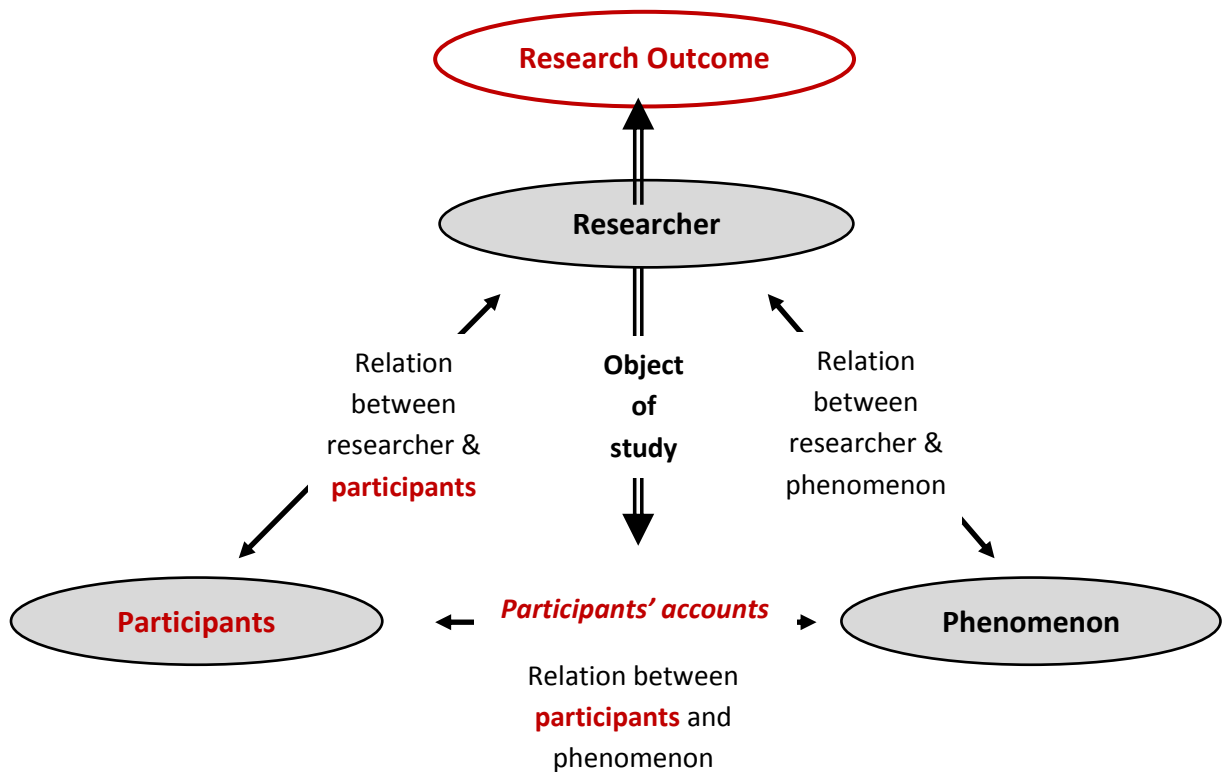 Research Outcome
Researcher
Relation
between
researcher &
participants
Object
of
study
Relation
between
researcher &
phenomenon
Participants
Participants’ accounts
Phenomenon
Relation between
participants and
phenomenon